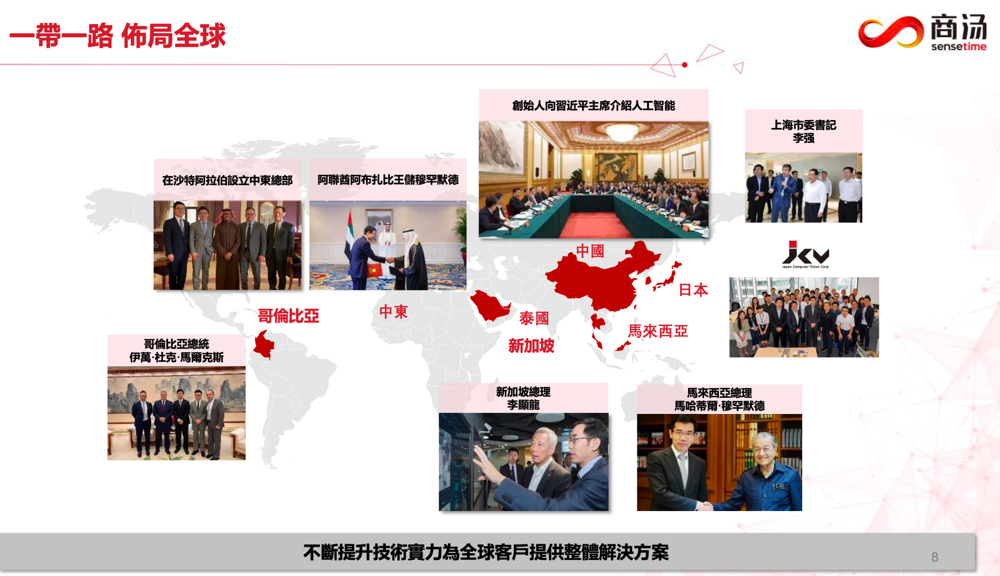 一帶一路 佈局全球
商汤
sensetime
創始人向習近平主席介紹人工智能
上海市委書記
李强
在沙特阿拉伯設立中東總部
阿聯酋阿布扎比王儲穆罕默德
中國
JCV
Japan Computer Vision Corp.
日本
哥倫比亞
中東
泰國
馬來西亞
新加坡
哥倫比亞總統
伊萬·杜克·馬爾克斯
新加坡總理
李顯龍
馬來西亞總理
馬哈蒂爾·穆罕默德
不斷提升技術實力為全球客戶提供整體解決方案
8